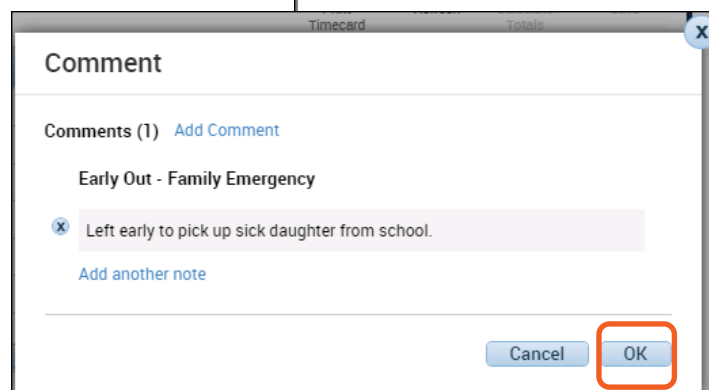 Timecard
Totals
X
Comment
Comments (1) Add Comment
Early Out - Family Emergency
X Left early to pick up sick daughter from school.
Add another note
Cancel OK